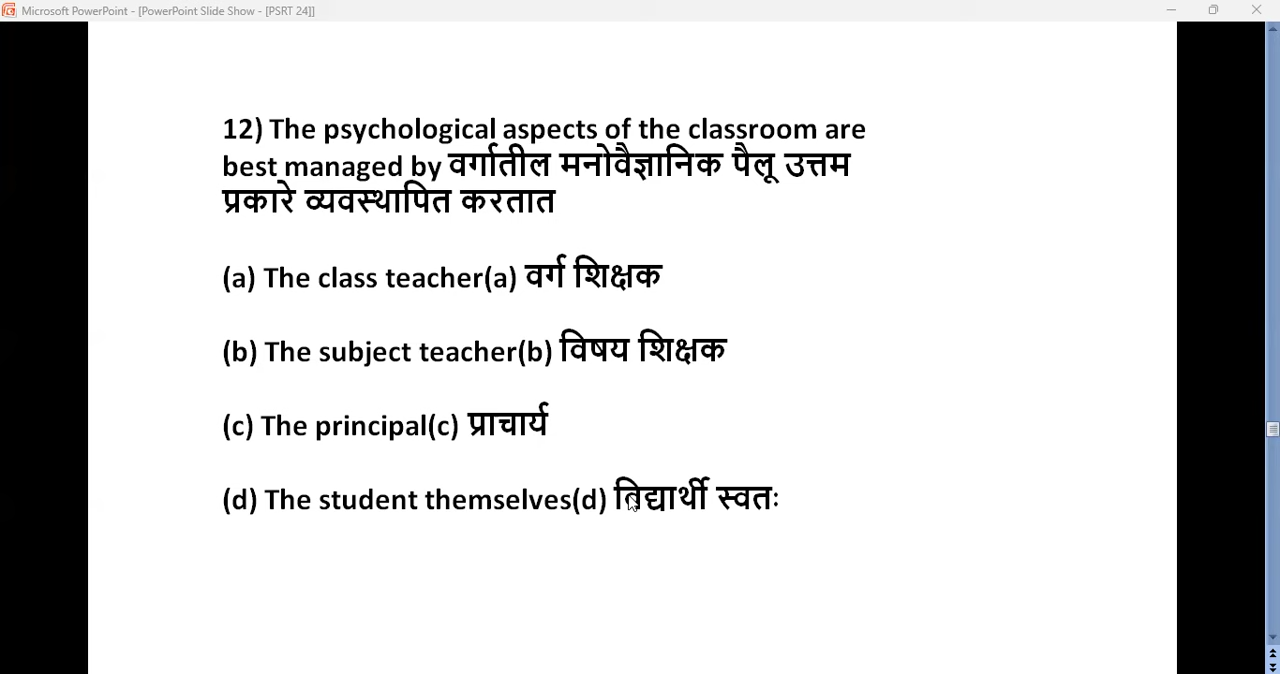 Microsoft PowerPoint - [PowerPoint Slide Show - [PSRT 24]]
12) The psychological aspects of the classroom are
best managed by वर्गातील मनोवैज्ञानिक पैलू उत्तम
प्रकारे व्यवस्थापित करतात
(a) The class teacher(a) वर्ग शिक्षक
(b) The subject teacher(b) विषय शिक्षक
(c) The principal(c) प्राचार्य
(d) The student themselves(d) विद्यार्थी स्वतः